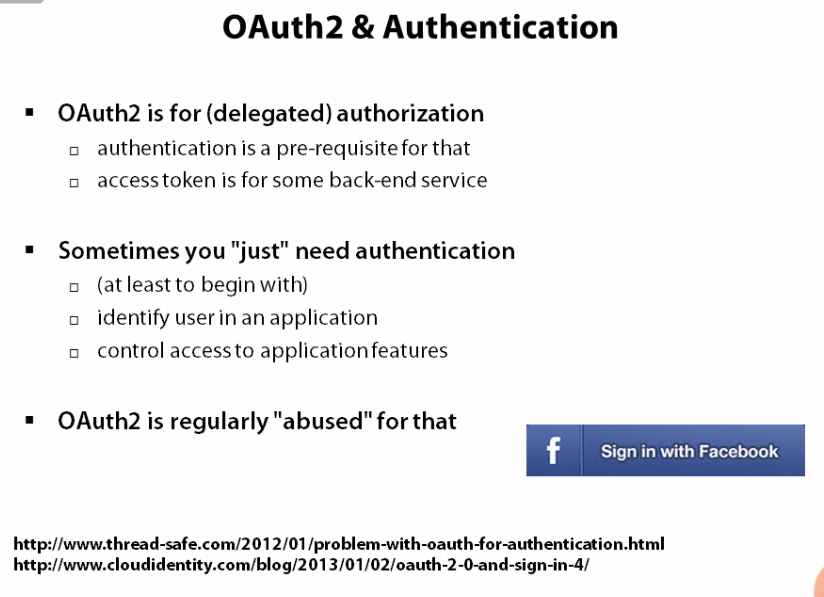 OAuth2 & Authentication
OAuth2 is for (delegated) authorization
authentication is a pre-requisite for that
access token is for some back-end service
Sometimes you "just" need authentication
(at least to begin with)
identify user in an application
control access to application features
OAuth2 is regularly "abused" for that
f Sign in with Facebook
http://www.thread-safe.com/2012/01/problem-with-oauth-for-authentication.html
http://www.cloudidentity.com/blog/2013/01/02/oauth-2-0-and-sign-in-4/